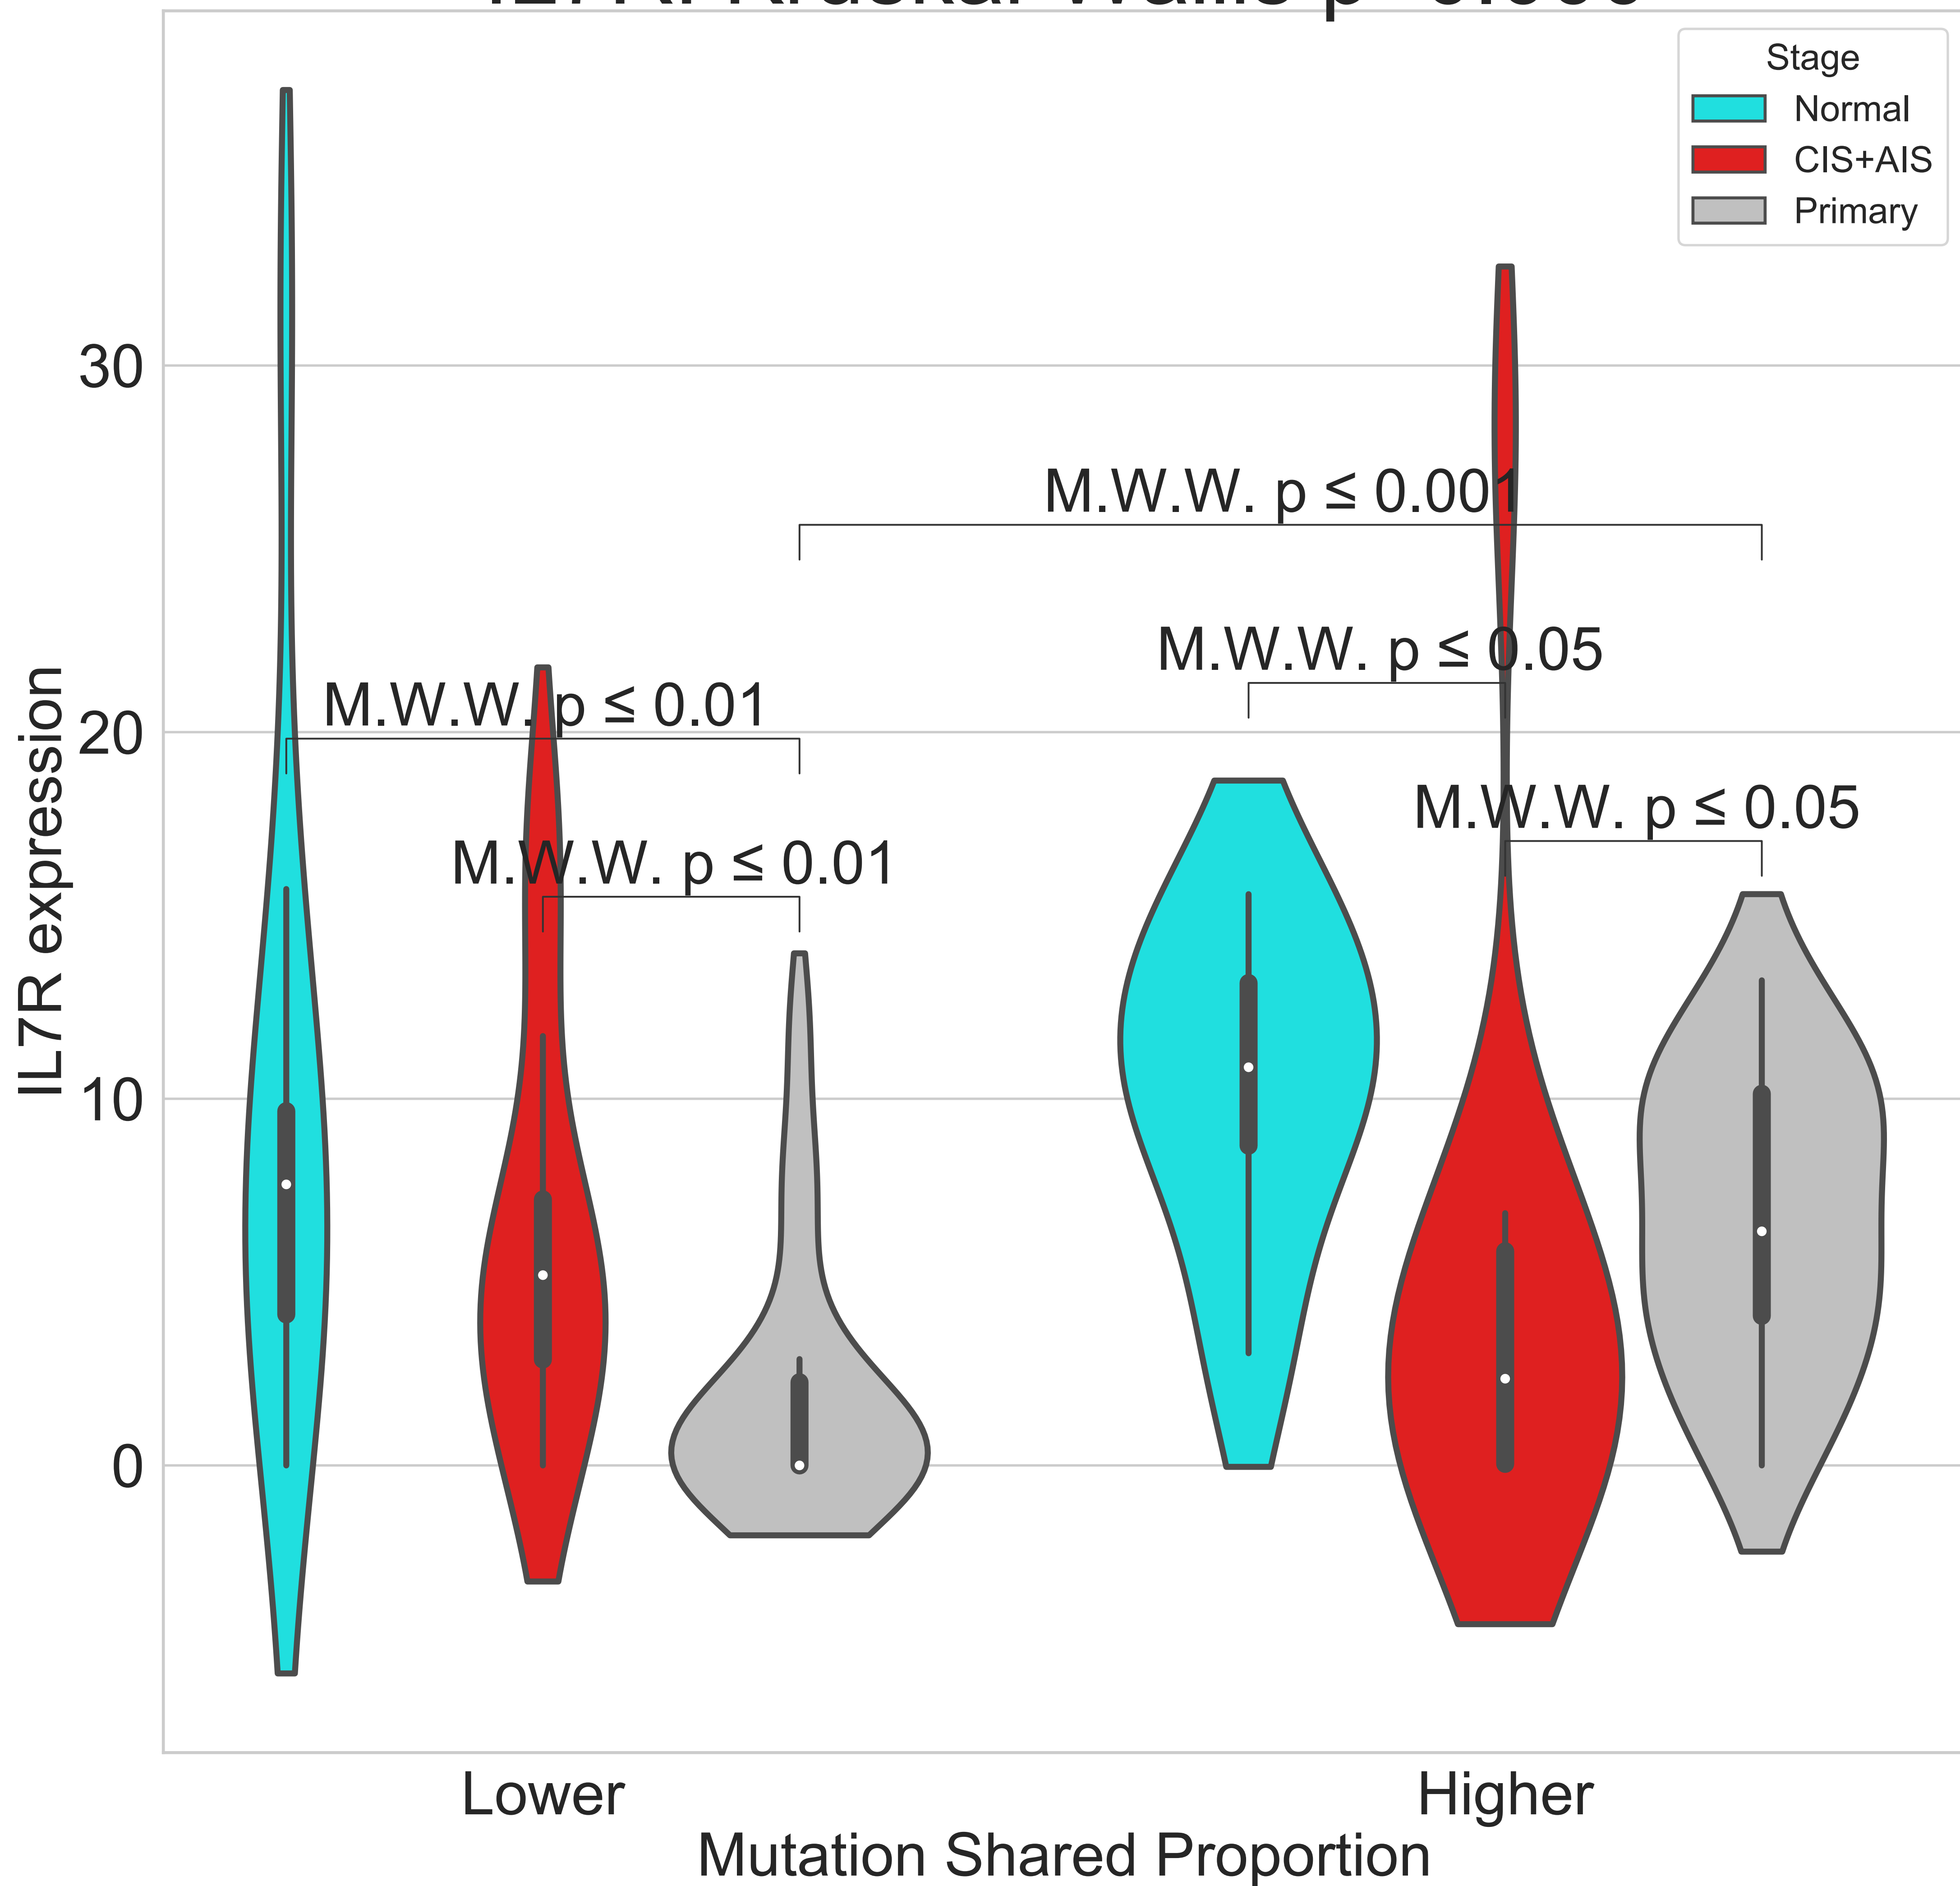 Stage
Normal
CIS+AIS
Primary
30
20
10
0
IL7R expression
M.W.W. p ≤ 0.001
M.W.W. p ≤ 0.05
M.W.W. p ≤ 0.01
M.W.W. p ≤ 0.05
M.W.W. p ≤ 0.01
Lower
Higher
Mutation Shared Proportion